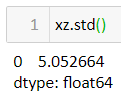 1 xz.std()
0    5.052664
dtype: float64